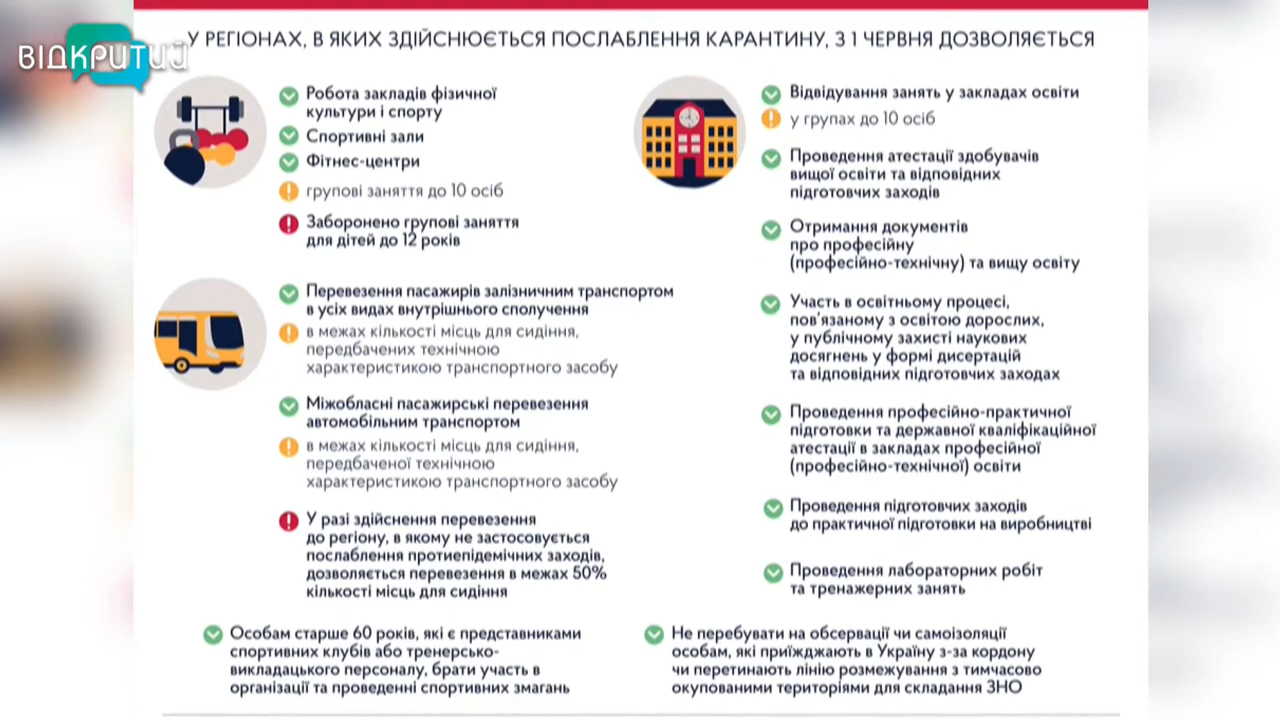 ВІДКРИТИЙ
У РЕГІОНАХ, В ЯКИХ ЗДІЙСНЮЄТЬСЯ ПОСЛАБЛЕННЯ КАРАНТИНУ, З 1 ЧЕРВНЯ ДОЗВОЛЯЄТЬСЯ
Робота закладів фізичної
культури і спорту
Спортивні зали
Фітнес-центри
групові заняття до 10 осіб
Заборонено групові заняття
для дітей до 12 років
Перевезення пасажирів залізничним транспортом
в усіх видах внутрішнього сполучення
в межах кількості місць для сидіння,
передбачених технічною
характеристикою транспортного засобу
Міжобласні пасажирські перевезення
автомобільним транспортом
в межах кількості місць для сидіння,
передбаченої технічною
характеристикою транспортного засобу
У разі здійснення перевезення
до регіону, в якому не застосовується
послаблення протиепідемічних заходів,
дозволяється перевезення в межах 50%
кількості місць для сидіння
Відвідування занять у закладах освіти
у групах до 10 осіб
Проведення атестації здобувачів
вищої освіти та відповідних
підготовчих заходів
Отримання документів
про професійну
(професійно-технічну) та вищу освіту
Участь в освітньому процесі,
пов'язаному з освітою дорослих,
у публічному захисті наукових
досягнень у формі дисертацій
та відповідних підготовчих заходах
Проведення професійно-практичної
підготовки та державної кваліфікаційної
атестації в закладах професійної
(професійно-технічної) освіти
Проведення підготовчих заходів
до практичної підготовки на виробництві
Проведення лабораторних робіт
та тренажерних занять
Особам старше 60 років, які є представниками
спортивних клубів або тренерсько-
викладацького персоналу, брати участь в
організації та проведенні спортивних змагань
Не перебувати на обсервації чи самоізоляції
особам, які приїжджають в Україну з-за кордону
чи перетинають лінію розмежування з тимчасово
окупованими територіями для складання ЗНО